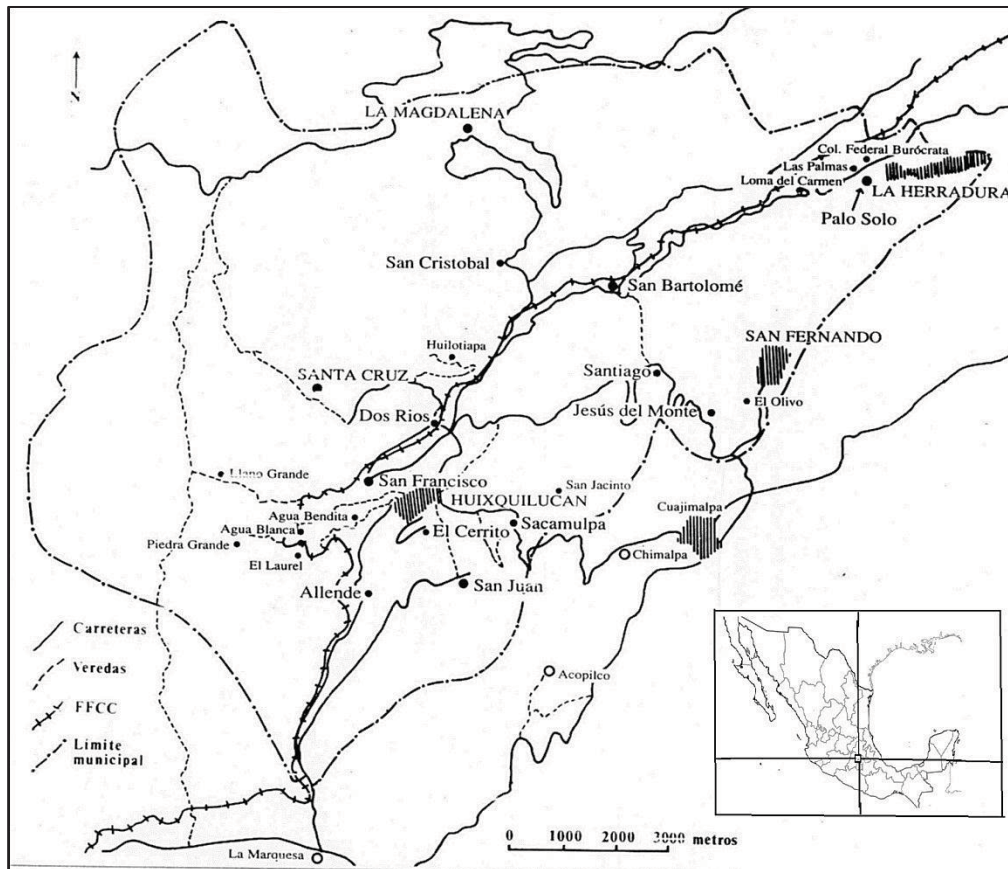 N
LA MAGDALENA
Col. Federal Burócrata
Las Palmas
Loma del Carmen
LA HERRADURA
Palo Solo
San Cristobal
San Bartolomé
SAN FERNANDO
Huilotiapa
SANTA CRUZ
Santiago
El Olivo
Dos Rios
Jesús del Monte
Llano Grande
San Francisco
San Jacinto
HUIXQUILUCAN
Agua Bendita
Cuajimalpa
Agua Blanca
El Cerrito
Sacamulpa
Piedra Grande
Chimalpa
El Laurel
Allende
San Juan
Carreteras
Veredas
Acopilco
FFCC
Límite
municipal
0 1000 2000 3000 metros
La Marquesa